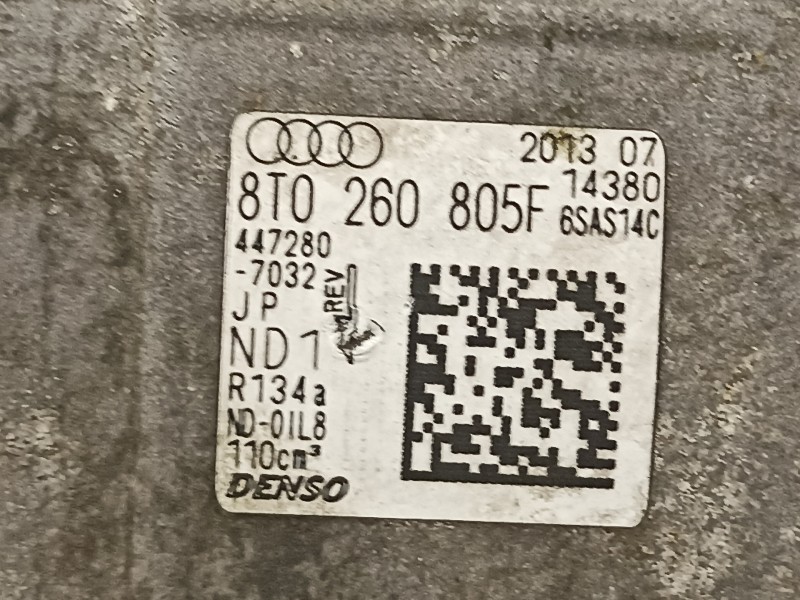 2013 07
8T0 260 805F
14380
6SAS14C
447280
-7032
REV
JP
ND1
R134a
ND-OIL8
110cm³
DENSO